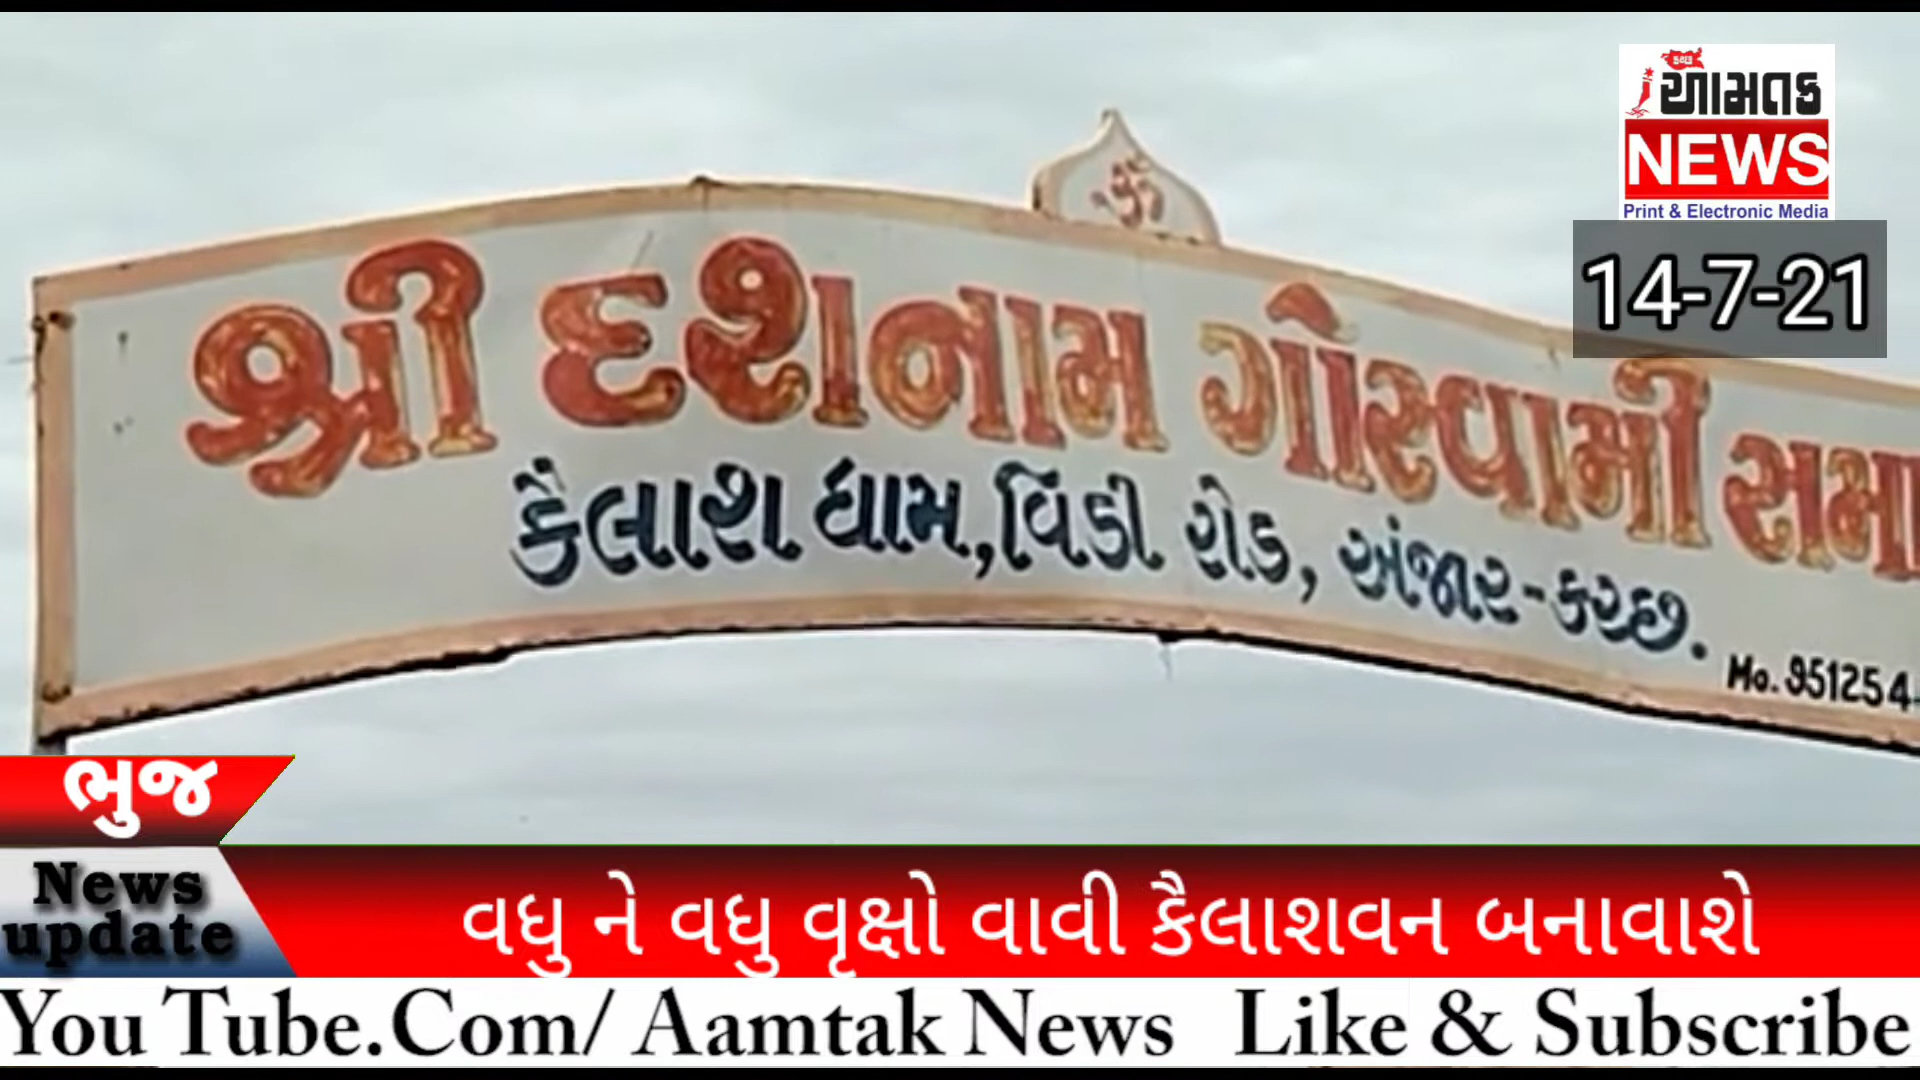 કચ્છ
આમતક
NEWS
Print & Electronic Media
14-7-21
ૐ
શ્રી દશનામ ગોસ્વામી સમા
કૈલાશ ધામ, વિડી રોડ, અંજાર-કચ્છ.
Mo. 951254
ભુજ
News
update
વધુ ને વધુ વૃક્ષો વાવી કૈલાશવન બનાવાશે
You Tube.Com/ Aamtak News Like & Subscribe